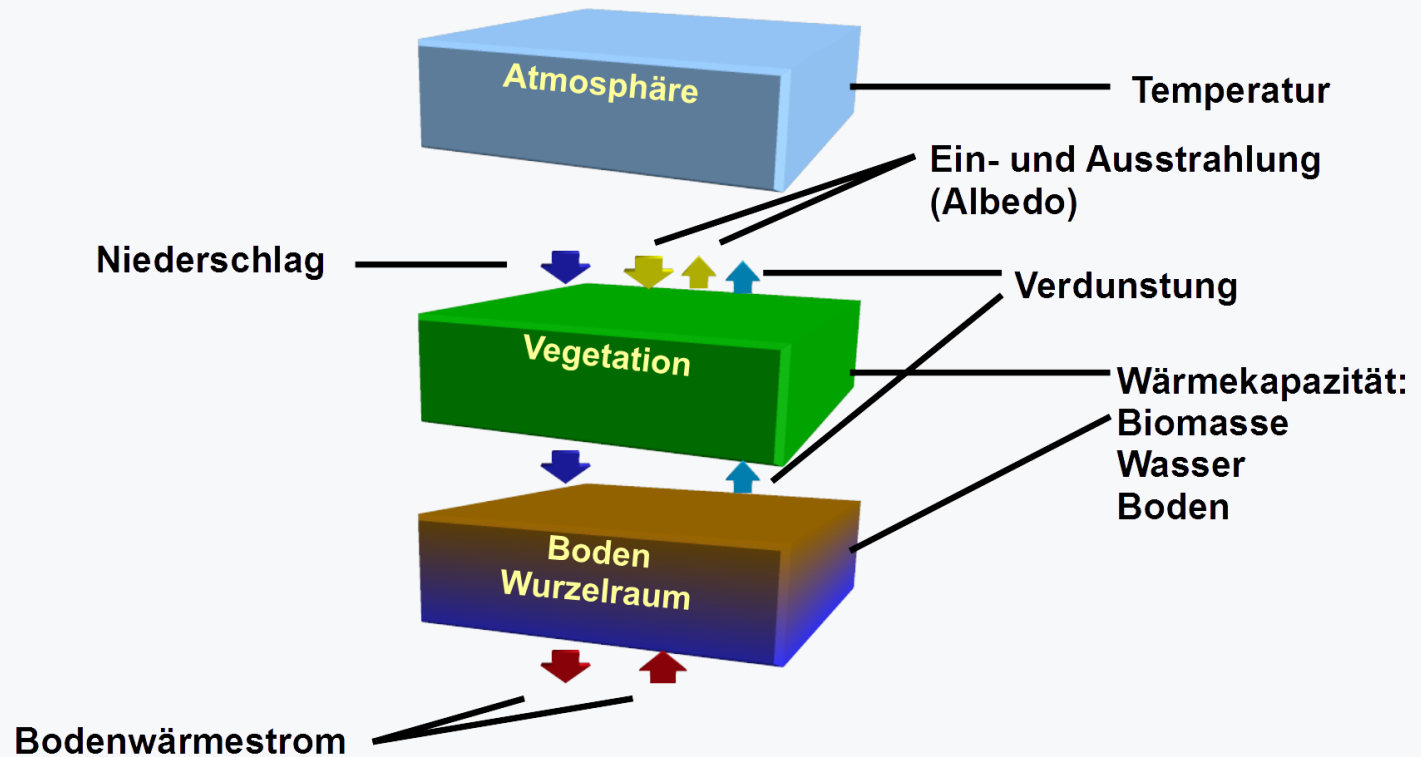 Atmosphäre
Temperatur
Ein- und Ausstrahlung
(Albedo)
Niederschlag
Verdunstung
Vegetation
Wärmekapazität:
Biomasse
Wasser
Boden
Boden
Wurzelraum
Bodenwärmestrom